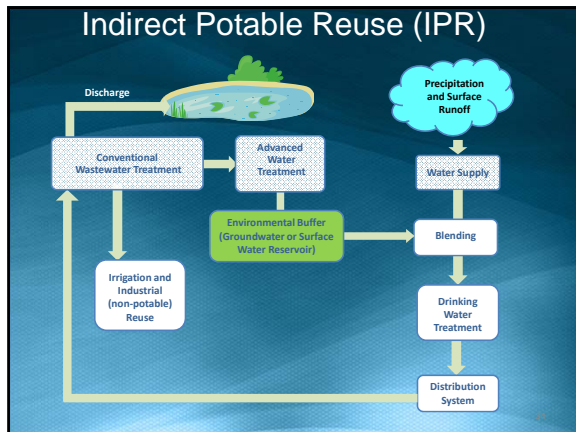 Indirect Potable Reuse (IPR)
Discharge
Precipitation
and Surface
Runoff
Conventional
Wastewater Treatment
Advanced
Water
Treatment
Water Supply
Environmental Buffer
(Groundwater or Surface
Water Reservoir)
Blending
Irrigation and
Industrial
(non-potable)
Reuse
Drinking
Water
Treatment
Distribution
System